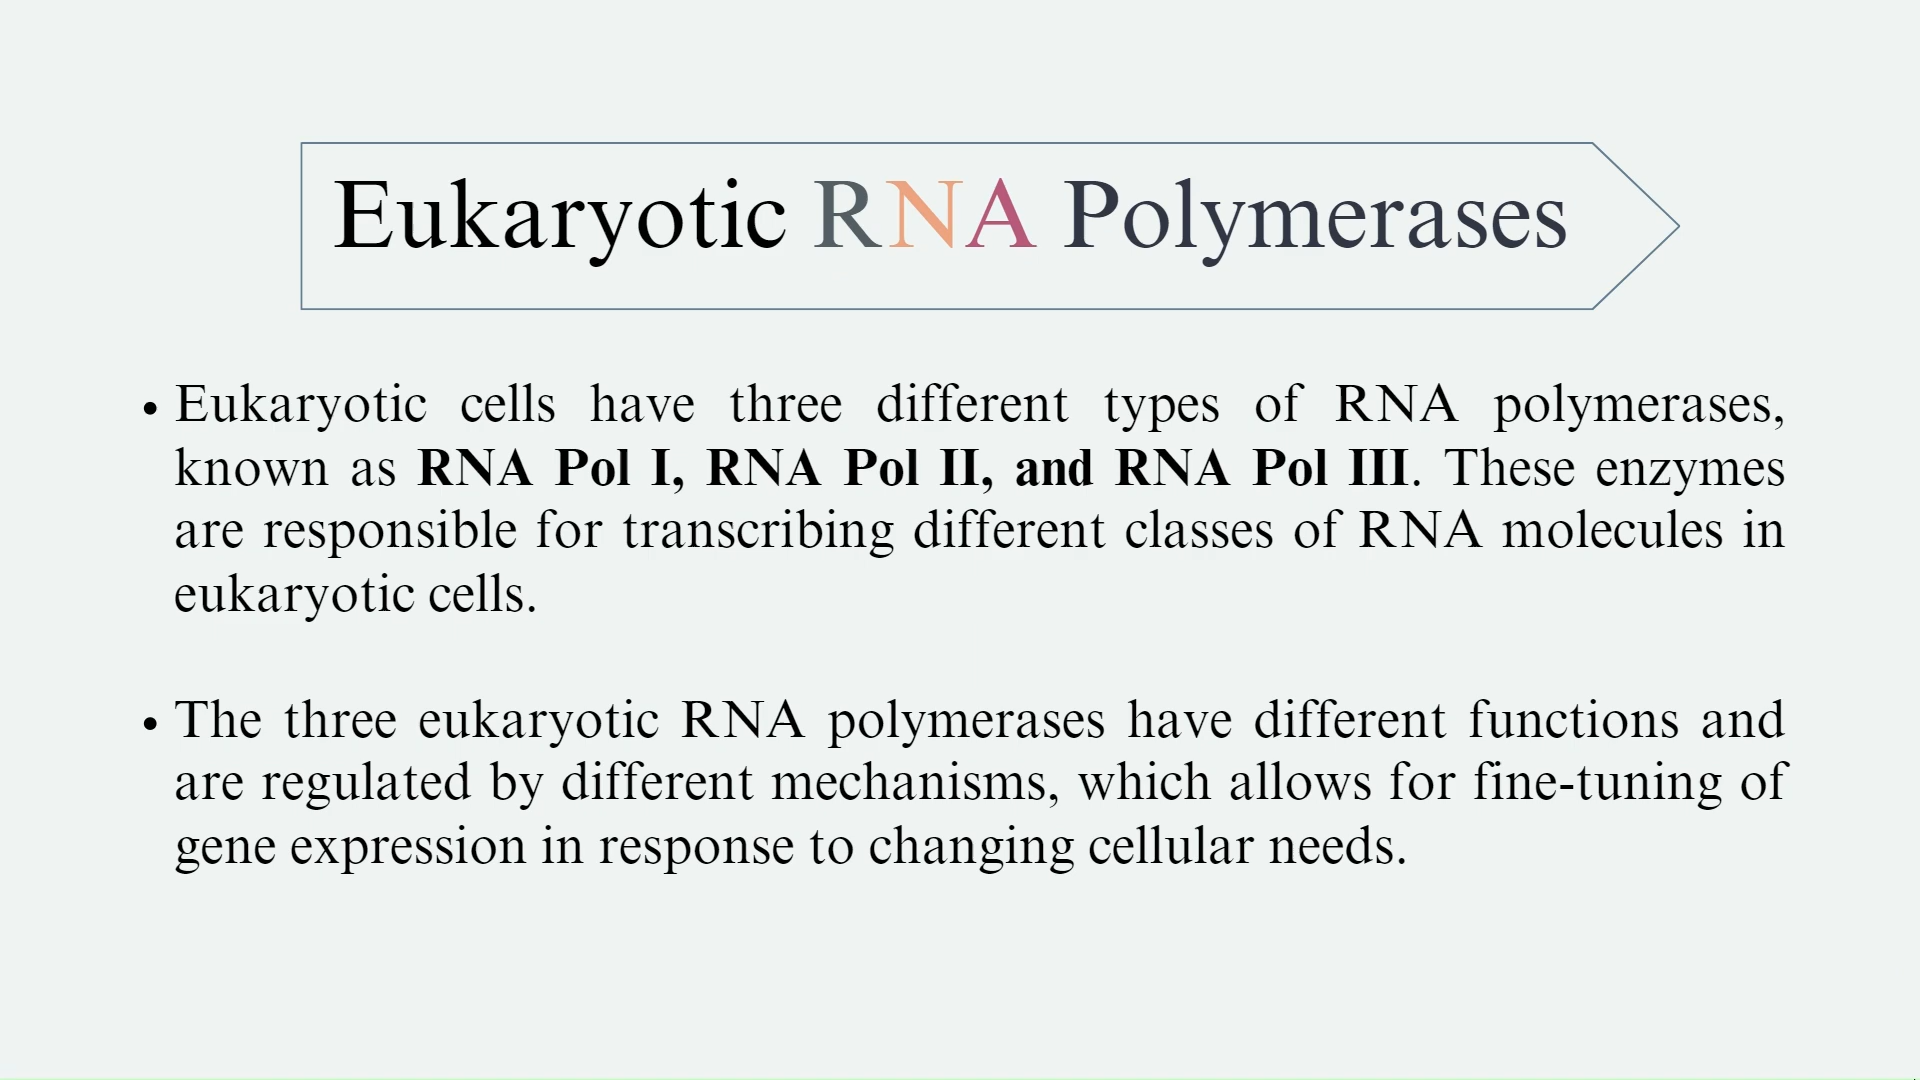 Eukaryotic RNA Polymerases
• Eukaryotic cells have three different types of RNA polymerases,
known as RNA Pol I, RNA Pol II, and RNA Pol III. These enzymes
are responsible for transcribing different classes of RNA molecules in
eukaryotic cells.
• The three eukaryotic RNA polymerases have different functions and
are regulated by different mechanisms, which allows for fine-tuning of
gene expression in response to changing cellular needs.